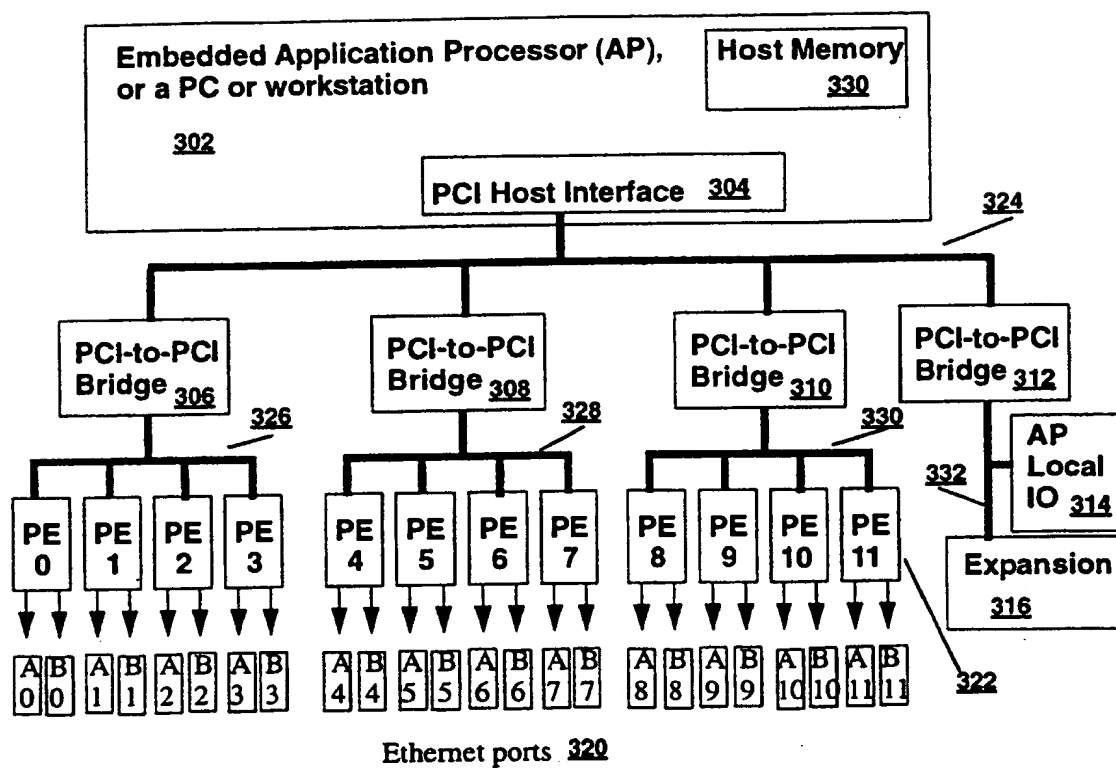 Embedded Application Processor (AP),
or a PC or workstation
302
Host Memory
330
PCI Host Interface 304
324
PCI-to-PCI
Bridge 306
PCI-to-PCI
Bridge 308
PCI-to-PCI
Bridge 310
PCI-to-PCI
Bridge 312
326
328
330
332
AP
Local
IO 314
PE
0
PE
1
PE
2
PE
3
PE
4
PE
5
PE
6
PE
7
PE
8
PE
9
PE
10
PE
11
Expansion
316
322
A
0
B
0
A
1
B
1
A
2
B
2
A
3
B
3
A
4
B
4
A
5
B
5
A
6
B
6
A
7
B
7
A
8
B
8
A
9
B
9
A
10
B
10
A
11
B
11
Ethernet ports 320